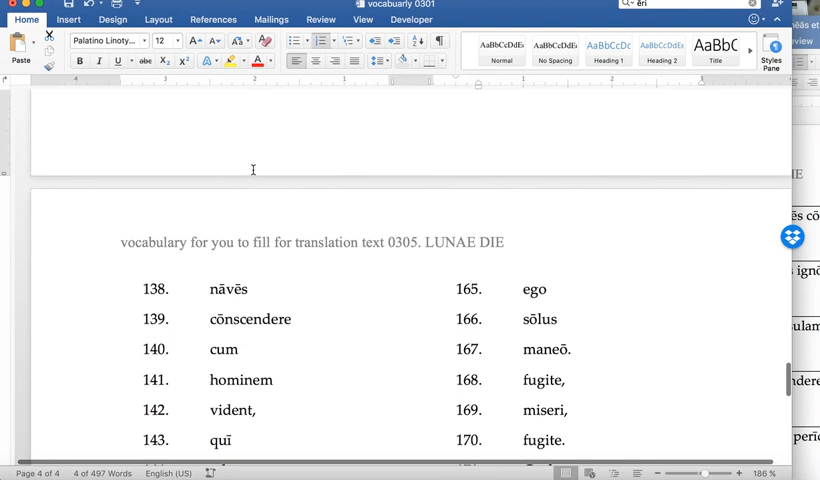 vocabuarly 0301
ēri
Home Insert Design Layout References Mailings Review View Developer
Paste
Palatino Linoty... 12
AaBbCcDdEe AaBbCcDdEe AaBbCcDc AaBbCcDdEe AaBbC
Normal No Spacing Heading 1 Heading 2 Title
Styles
Pane
vocabulary for you to fill for translation text 0305. LUNAE DIE
138. nāvēs
139. cōnscendere
140. cum
141. hominem
142. vident,
143. quī
165. ego
166. sōlus
167. maneō.
168. fugite,
169. miseri,
170. fugite.
Page 4 of 4 4 of 497 Words English (US) 186 %